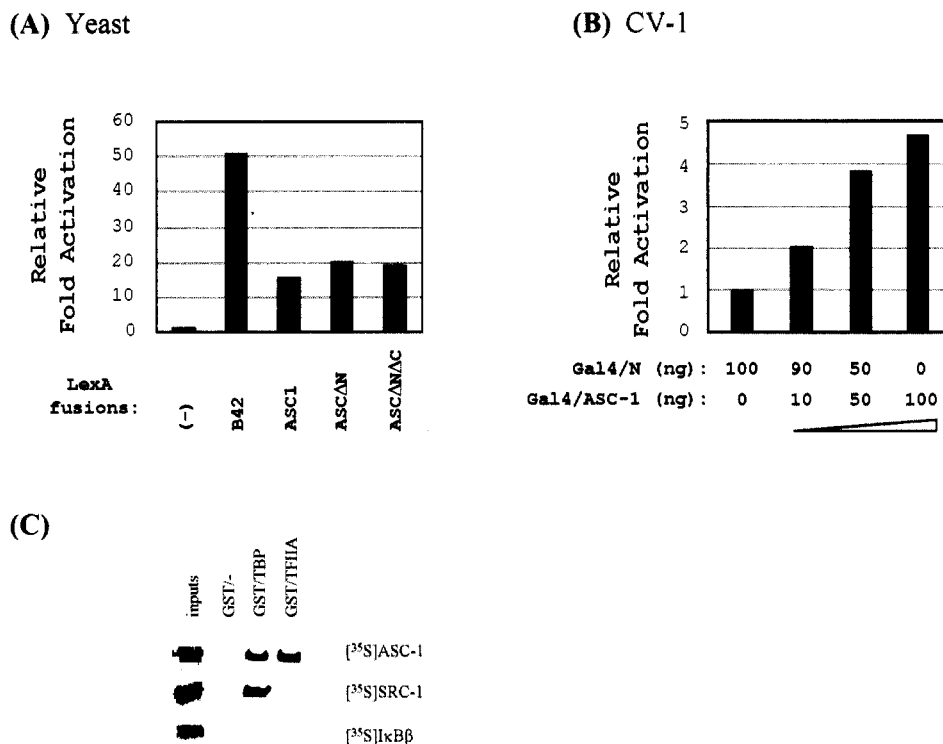 (A) Yeast
Relative
Fold Activation
60
50
40
30
20
10
0
LexA
fusions:
(-)
B42
ASC1
ASCΔN
ASCΔNΔC
(B) CV-1
Relative
Fold Activation
5
4
3
2
1
0
Gal4/N (ng): 100 90 50 0
Gal4/ASC-1 (ng): 0 10 50 100
(C)
inputs
GST/-
GST/TBP
GST/TFIIA
[³⁵S]ASC-1
[³⁵S]SRC-1
[³⁵S]IκBβ